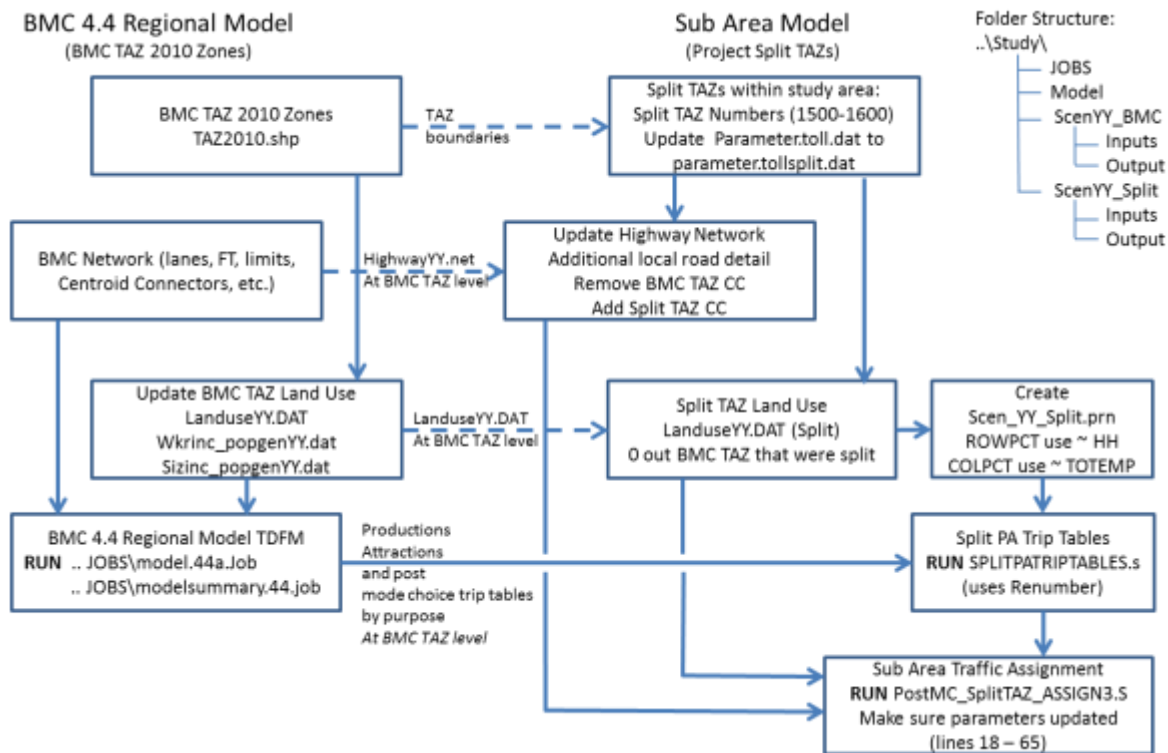 BMC 4.4 Regional Model
(BMC TAZ 2010 Zones)
Sub Area Model
(Project Split TAZs)
Folder Structure:
..\Study\
JOBS
Model
ScenYY_BMC
Inputs
Output
ScenYY_Split
Inputs
Output
BMC TAZ 2010 Zones
TAZ2010.shp
TAZ
boundaries
Split TAZs within study area:
Split TAZ Numbers (1500-1600)
Update Parameter.toll.dat to
parameter.tollsplit.dat
BMC Network (lanes, FT, limits,
Centroid Connectors, etc.)
HighwayYY.net
At BMC TAZ level
Update Highway Network
Additional local road detail
Remove BMC TAZ CC
Add Split TAZ CC
Update BMC TAZ Land Use
LanduseYY.DAT
Wkrinc_popgenYY.dat
Sizinc_popgenYY.dat
LanduseYY.DAT
At BMC TAZ level
Split TAZ Land Use
LanduseYY.DAT (Split)
0 out BMC TAZ that were split
Create
Scen_YY_Split.prn
ROWPCT use ~ HH
COLPCT use ~ TOTEMP
BMC 4.4 Regional Model TDFM
RUN .. JOBS\model.44a.Job
.. JOBS\modelsummary.44.job
Productions
Attractions
and post
mode choice trip tables
by purpose
At BMC TAZ level
Split PA Trip Tables
RUN SPLITPATRIPTABLES.s
(uses Renumber)
Sub Area Traffic Assignment
RUN PostMC_SplitTAZ_ASSIGN3.S
Make sure parameters updated
(lines 18 – 65)